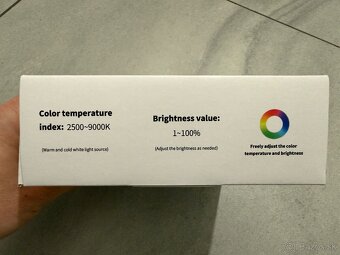 Color temperature
index: 2500~9000K
(Warm and cold white light source)
Brightness value:
1~100%
(Adjust the brightness as needed)
Freely adjust the color
temperature and brightness